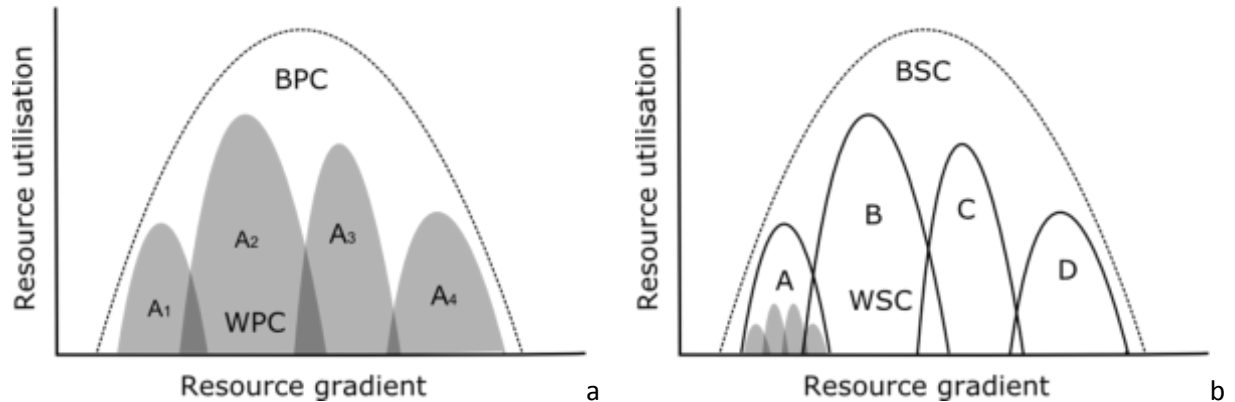 Resource utilisation
BPC
A1
A2
A3
A4
WPC
Resource gradient
a
Resource utilisation
BSC
A
B
C
D
WSC
Resource gradient
b